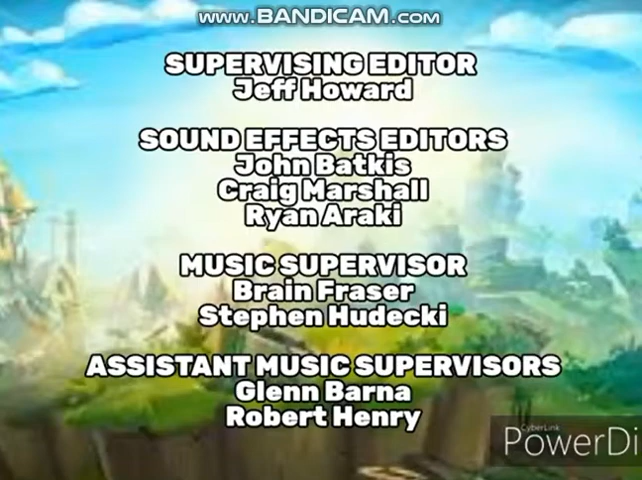 www.BANDICAM.com
SUPERVISING EDITOR
Jeff Howard
SOUND EFFECTS EDITORS
John Batkis
Craig Marshall
Ryan Araki
MUSIC SUPERVISOR
Brain Fraser
Stephen Hudecki
ASSISTANT MUSIC SUPERVISORS
Glenn Barna
Robert Henry
CyberLink
PowerDi